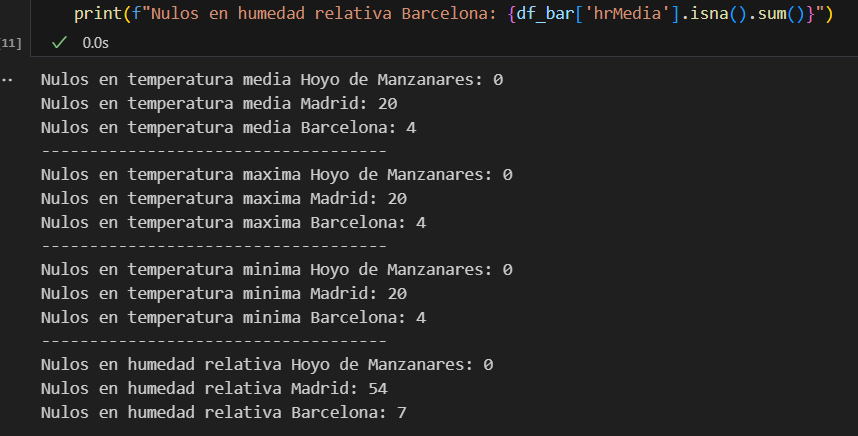 print(f"Nulos en humedad relativa Barcelona: {df_bar['hrMedia'].isna().sum()}")
[11] ✓ 0.0s
Nulos en temperatura media Hoyo de Manzanares: 0
Nulos en temperatura media Madrid: 20
Nulos en temperatura media Barcelona: 4
-------------------------------------
Nulos en temperatura maxima Hoyo de Manzanares: 0
Nulos en temperatura maxima Madrid: 20
Nulos en temperatura maxima Barcelona: 4
-------------------------------------
Nulos en temperatura minima Hoyo de Manzanares: 0
Nulos en temperatura minima Madrid: 20
Nulos en temperatura minima Barcelona: 4
-------------------------------------
Nulos en humedad relativa Hoyo de Manzanares: 0
Nulos en humedad relativa Madrid: 54
Nulos en humedad relativa Barcelona: 7